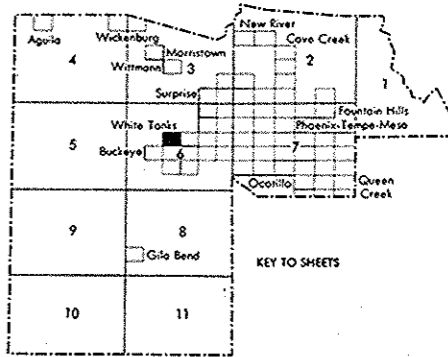 New River
Aguila
Wickenburg
Cave Creek
Morristown
4
3
2
1
Wittmann
Surprise
Fountain Hills
White Tanks
Phoenix-Tempe-Mesa
5
Buckeye
6
7
Ocotillo
Queen
Creek
9
8
Gila Bend
KEY TO SHEETS
10
11